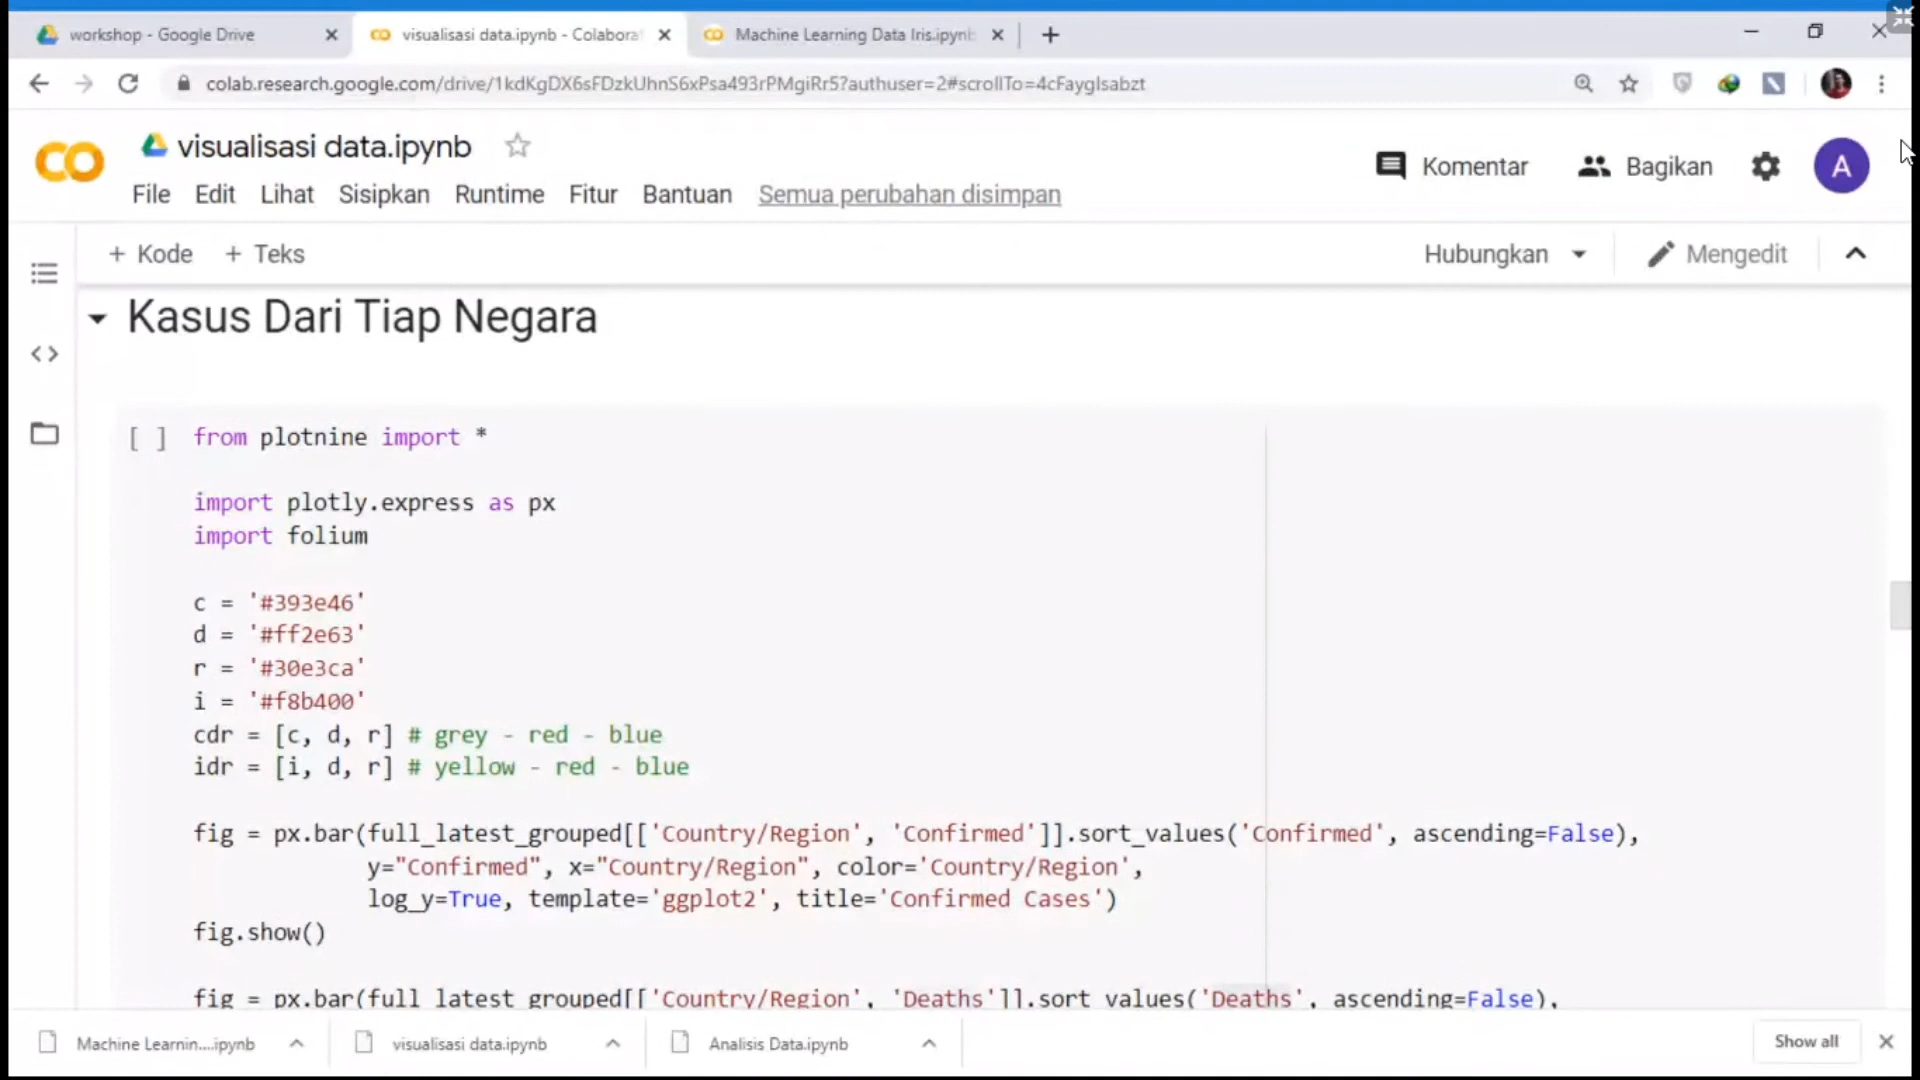 workshop - Google Drive
visualisasi data.ipynb - Colabora
Machine Learning Data Iris.ipynb
colab.research.google.com/drive/1kdKgDX6sFDzkUhnS6xPsa493rPMgiRr5?authuser=2#scrollTo=4cFayglsabzt
CO
visualisasi data.ipynb
Komentar
Bagikan
A
File Edit Lihat Sisipkan Runtime Fitur Bantuan Semua perubahan disimpan
+ Kode + Teks
Hubungkan
Mengedit
Kasus Dari Tiap Negara
[ ] from plotnine import *
import plotly.express as px
import folium
c = '#393e46'
d = '#ff2e63'
r = '#30e3ca'
i = '#f8b400'
cdr = [c, d, r] # grey - red - blue
idr = [i, d, r] # yellow - red - blue
fig = px.bar(full_latest_grouped[['Country/Region', 'Confirmed']].sort_values('Confirmed', ascending=False),
y="Confirmed", x="Country/Region", color='Country/Region',
log_y=True, template='ggplot2', title='Confirmed Cases')
fig.show()
fig = px.bar(full_latest_grouped[['Country/Region', 'Deaths']].sort_values('Deaths', ascending=False),
Machine Learnin....ipynb
visualisasi data.ipynb
Analisis Data.ipynb
Show all